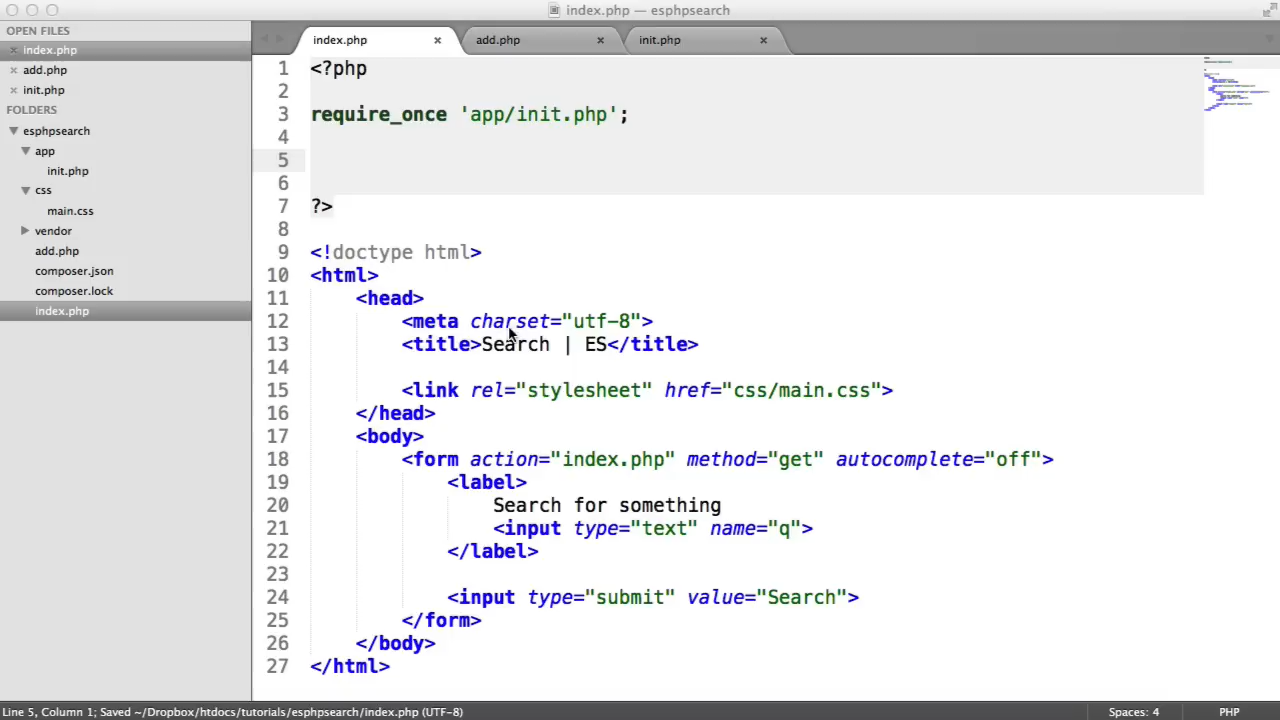 index.php — esphpsearch
OPEN FILES
index.php
add.php
init.php
FOLDERS
esphpsearch
app
init.php
css
main.css
vendor
add.php
composer.json
composer.lock
index.php
index.php
add.php
init.php
1 <?php
2
3 require_once 'app/init.php';
4
5
6
7 ?>
8
9 <!doctype html>
10 <html>
11 <head>
12 <meta charset="utf-8">
13 <title>Search | ES</title>
14
15 <link rel="stylesheet" href="css/main.css">
16 </head>
17 <body>
18 <form action="index.php" method="get" autocomplete="off">
19 <label>
20 Search for something
21 <input type="text" name="q">
22 </label>
23
24 <input type="submit" value="Search">
25 </form>
26 </body>
27 </html>
Line 5, Column 1; Saved ~/Dropbox/htdocs/tutorials/esphpsearch/index.php (UTF-8)
Spaces: 4
PHP